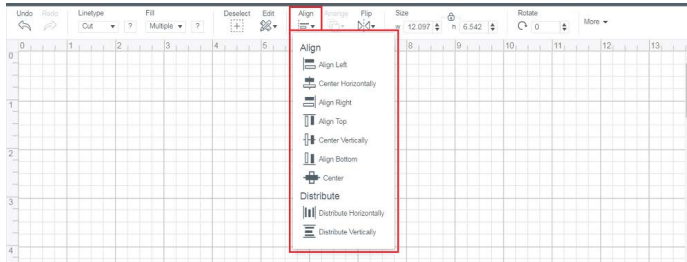 Undo Redo Linetype Fill Deselect Edit Align Arrange Flip Size Rotate
Cut ? Multiple ? w 12.097 h 6.542 0 More
0 1 2 3 4 5 8 9 10 11 12 13
0
1
2
3
4
Align
Align Left
Center Horizontally
Align Right
Align Top
Center Vertically
Align Bottom
Center
Distribute
Distribute Horizontally
Distribute Vertically